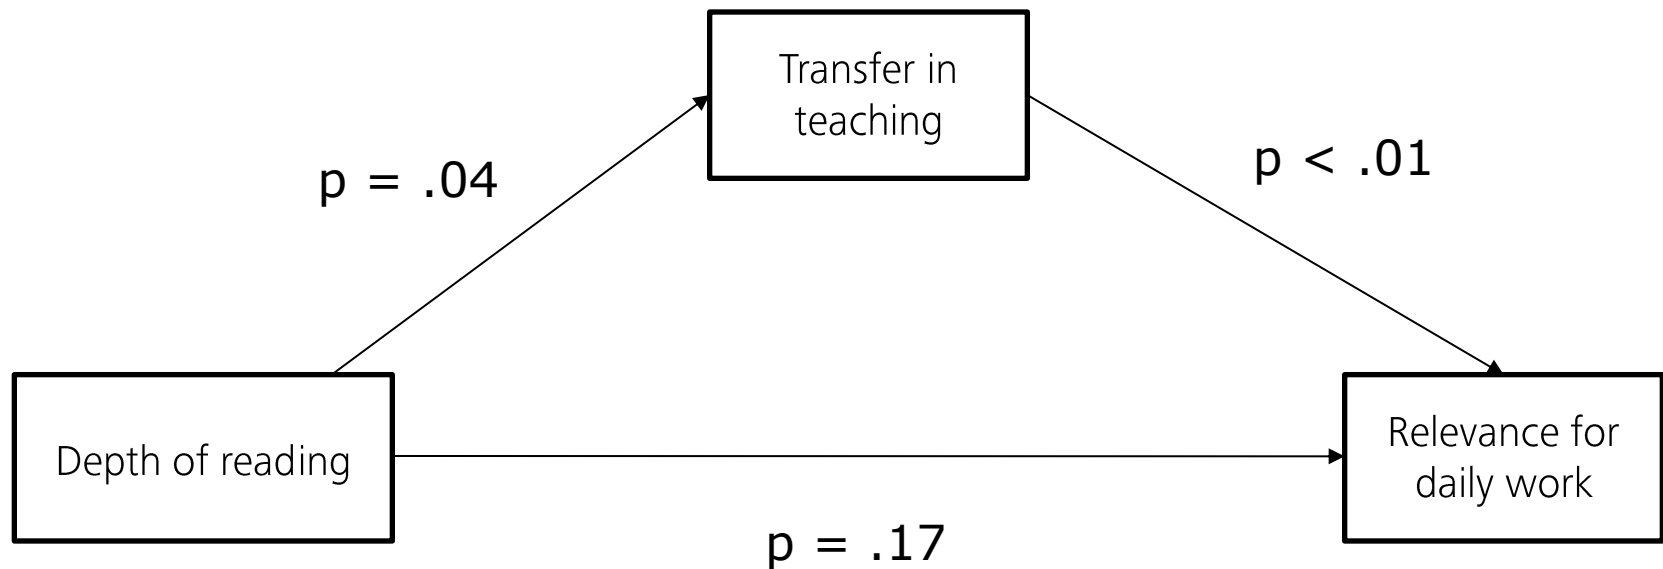 Transfer in
teaching
p = .04
p < .01
Depth of reading
Relevance for
daily work
p = .17